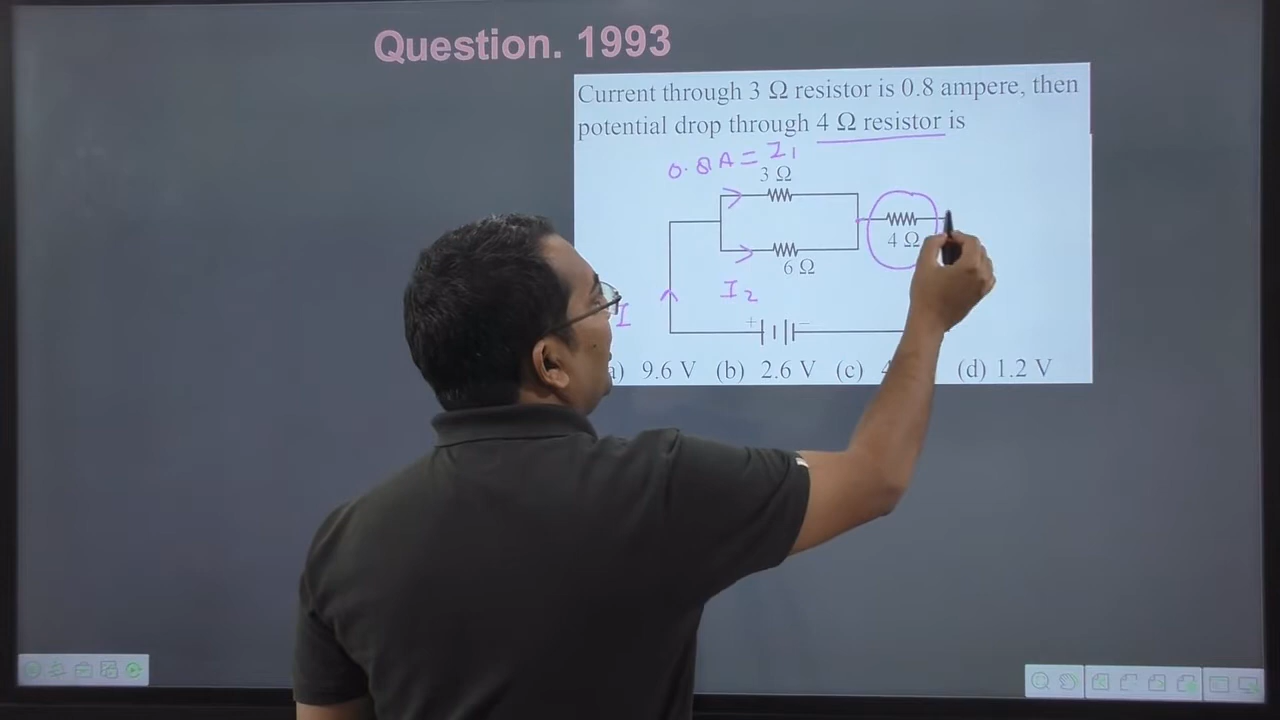 Question. 1993
Current through 3 Ω resistor is 0.8 ampere, then
potential drop through 4 Ω resistor is
0.8 A = I₁
3 Ω
4 Ω
6 Ω
I₂
I
+ −
a) 9.6 V (b) 2.6 V (c) (d) 1.2 V